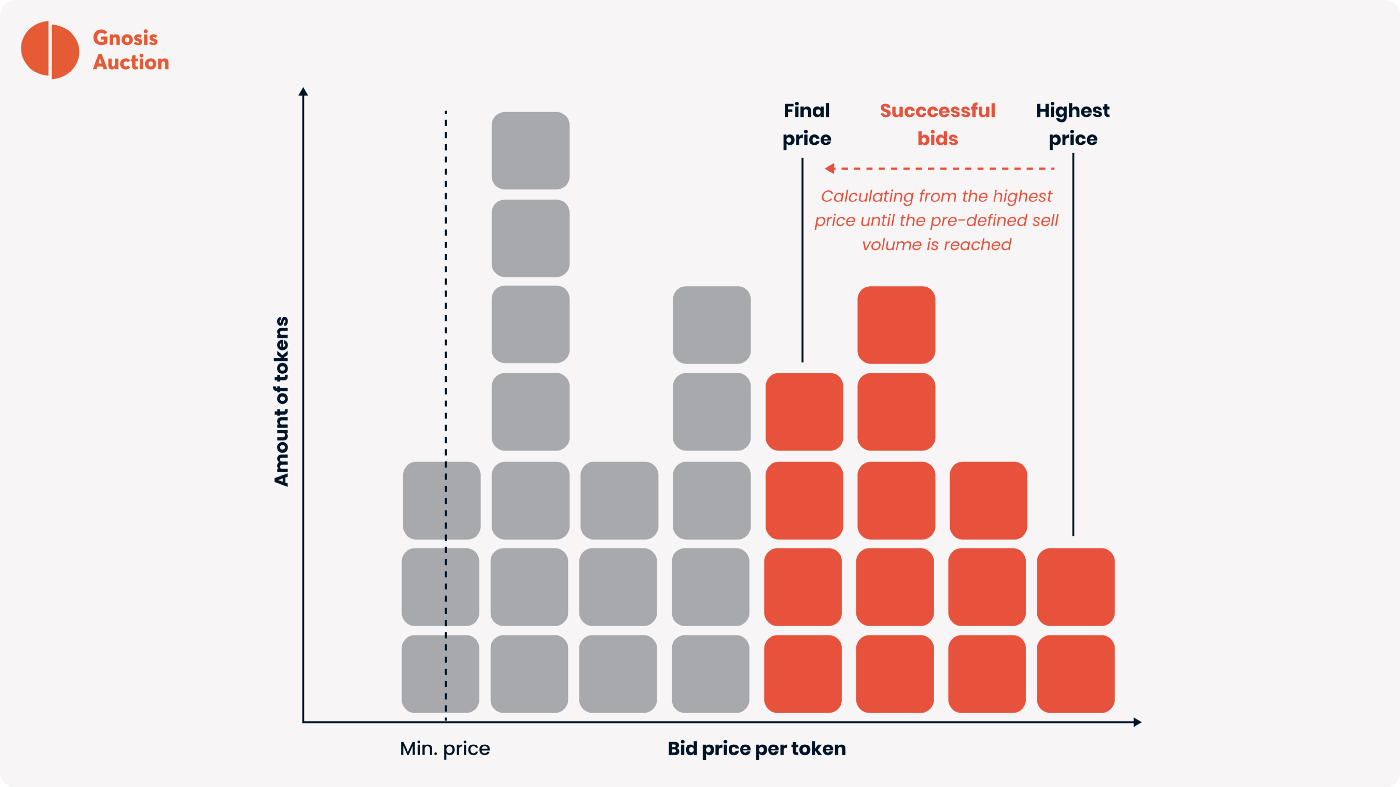 Gnosis
Auction
Final
price
Succcessful
bids
Highest
price
Calculating from the highest
price until the pre-defined sell
volume is reached
Amount of tokens
Min. price
Bid price per token